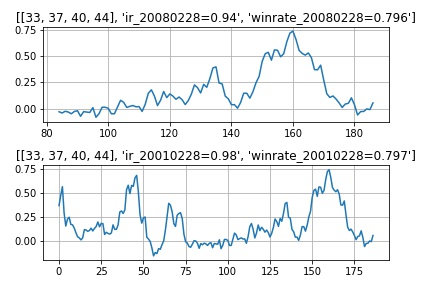 [[33, 37, 40, 44], 'ir_20080228=0.94', 'winrate_20080228=0.796']
0.75
0.50
0.25
0.00
80 100 120 140 160 180
[[33, 37, 40, 44], 'ir_20010228=0.98', 'winrate_20010228=0.797']
0.75
0.50
0.25
0.00
0 25 50 75 100 125 150 175